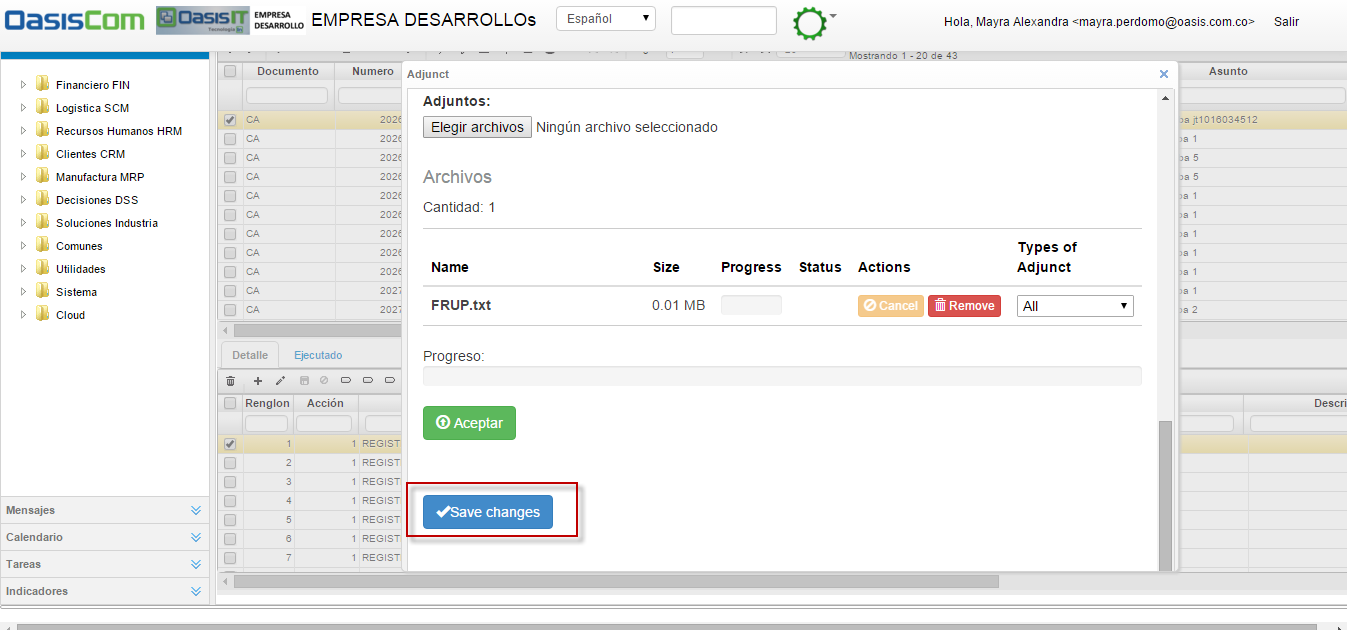 OasisCom OasisIT Tecnología EMPRESA DESARROLLO EMPRESA DESARROLLOs Español Hola, Mayra Alexandra <mayra.perdomo@oasis.com.co> Salir
Mostrando 1 - 20 de 43
Financiero FIN
Logistica SCM
Recursos Humanos HRM
Clientes CRM
Manufactura MRP
Decisiones DSS
Soluciones Industria
Comunes
Utilidades
Sistema
Cloud
Mensajes
Calendario
Tareas
Indicadores
Documento Numero Asunto
CA 2026 ba jt1016034512
CA 2026 ba 1
CA 2026 ba 5
CA 2026 ba 5
CA 2026 ba 1
CA 2026 ba 1
CA 2026 ba 1
CA 2026 ba 1
CA 2026 ba 1
CA 2027 ba 1
CA 2027 ba 2
Detalle Ejecutado
Renglon Acción Descri
1 1 REGIST
2 1 REGIST
3 1 REGIST
4 1 REGIST
5 1 REGIST
6 1 REGIST
7 1 REGIST
Adjunct
Adjuntos:
Elegir archivos Ningún archivo seleccionado
Archivos
Cantidad: 1
Name Size Progress Status Actions Types of
Adjunct
FRUP.txt 0.01 MB Cancel Remove All
Progreso:
Aceptar
Save changes